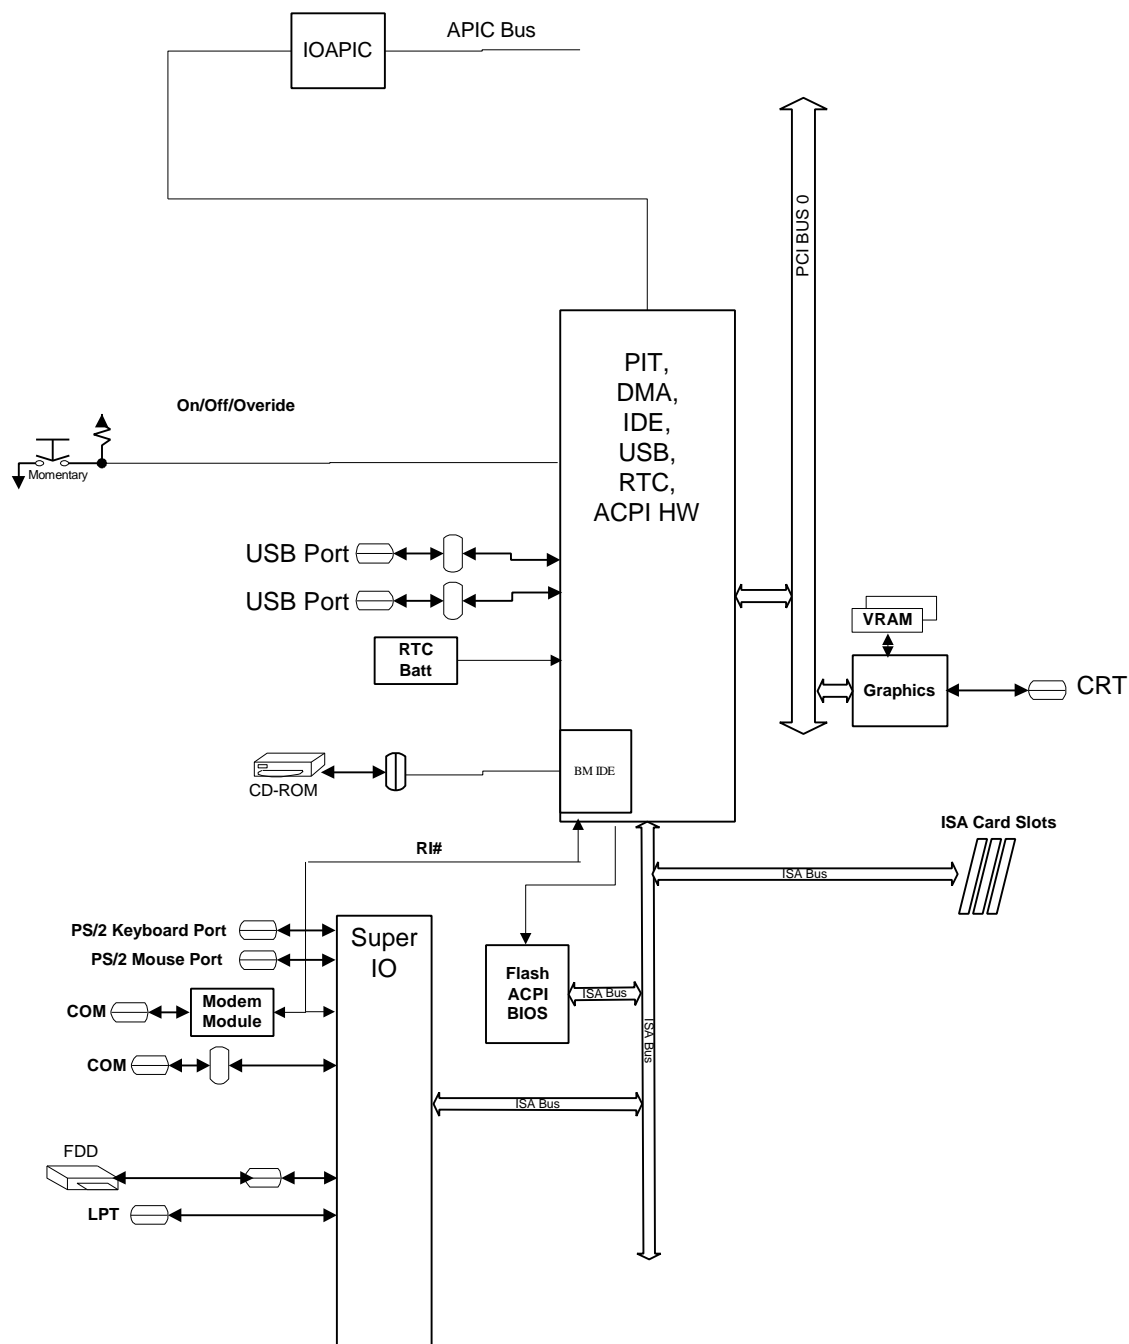 APIC Bus
IOAPIC
PCI BUS 0
PIT,
DMA,
IDE,
USB,
RTC,
ACPI HW
On/Off/Overide
Momentary
USB Port
USB Port
RTC
Batt
VRAM
Graphics
CRT
BM IDE
CD-ROM
ISA Card Slots
RI#
ISA Bus
PS/2 Keyboard Port
PS/2 Mouse Port
Super
IO
Flash
ACPI
BIOS
ISA Bus
COM
Modem
Module
ISA Bus
COM
ISA Bus
FDD
LPT